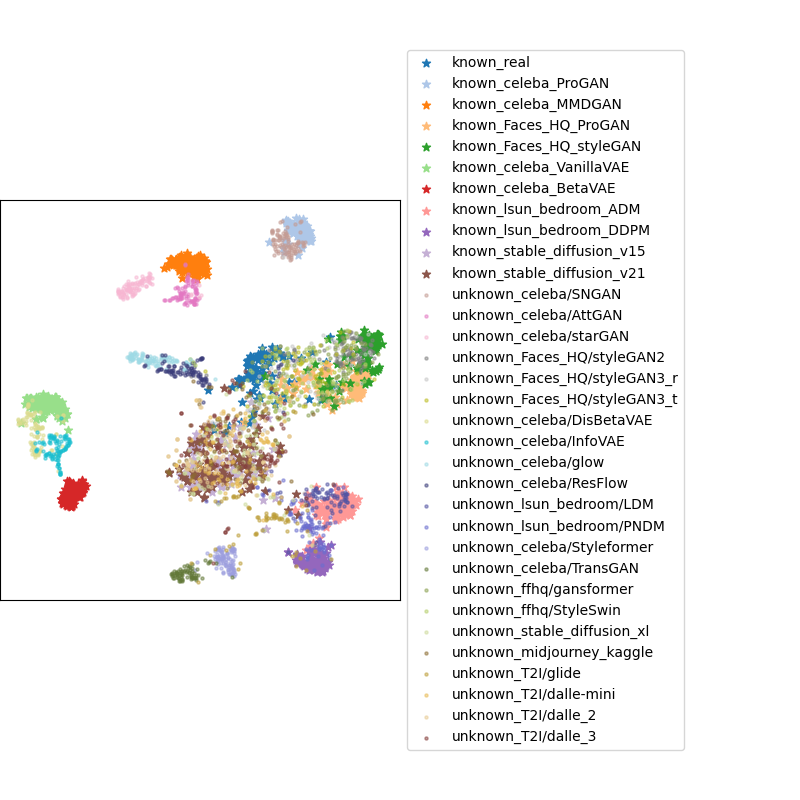 known_real
known_celeba_ProGAN
known_celeba_MMDGAN
known_Faces_HQ_ProGAN
known_Faces_HQ_styleGAN
known_celeba_VanillaVAE
known_celeba_BetaVAE
known_lsun_bedroom_ADM
known_lsun_bedroom_DDPM
known_stable_diffusion_v15
known_stable_diffusion_v21
unknown_celeba/SNGAN
unknown_celeba/AttGAN
unknown_celeba/starGAN
unknown_Faces_HQ/styleGAN2
unknown_Faces_HQ/styleGAN3_r
unknown_Faces_HQ/styleGAN3_t
unknown_celeba/DisBetaVAE
unknown_celeba/InfoVAE
unknown_celeba/glow
unknown_celeba/ResFlow
unknown_lsun_bedroom/LDM
unknown_lsun_bedroom/PNDM
unknown_celeba/Styleformer
unknown_celeba/TransGAN
unknown_ffhq/gansformer
unknown_ffhq/StyleSwin
unknown_stable_diffusion_xl
unknown_midjourney_kaggle
unknown_T2I/glide
unknown_T2I/dalle-mini
unknown_T2I/dalle_2
unknown_T2I/dalle_3